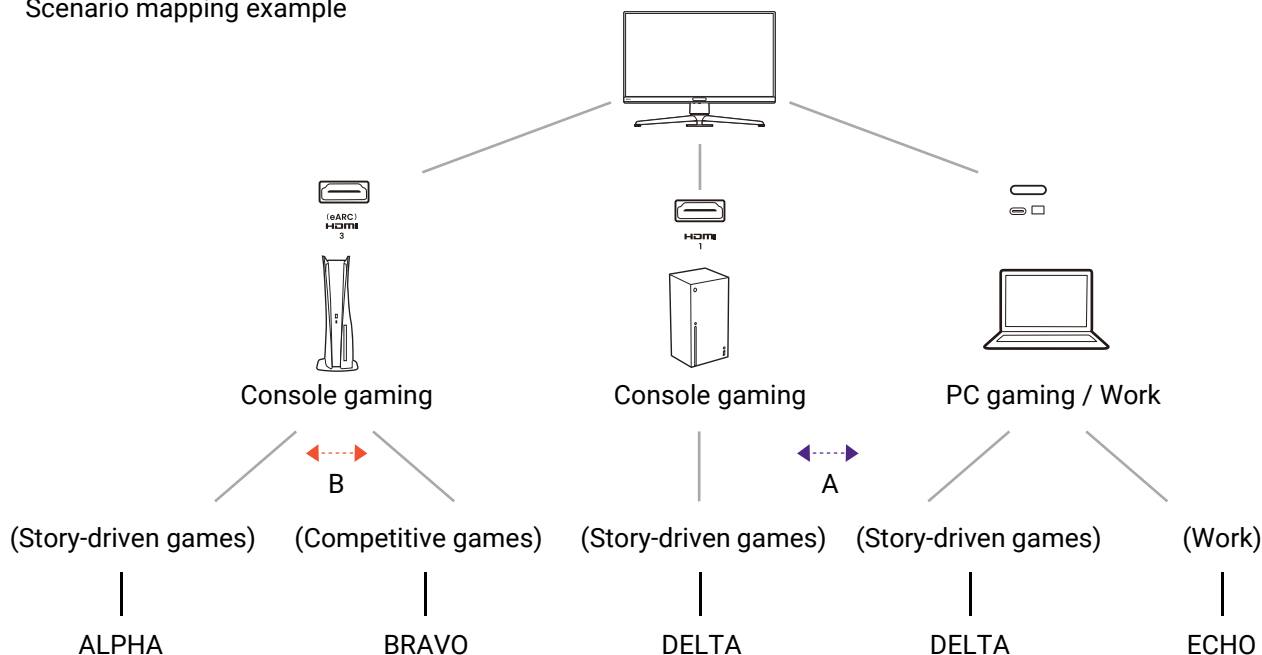 Scenario mapping example
(eARC)
HDMI
3
HDMI
1
Console gaming
Console gaming
PC gaming / Work
B
A
(Story-driven games)
(Competitive games)
(Story-driven games)
(Story-driven games)
(Work)
ALPHA
BRAVO
DELTA
DELTA
ECHO